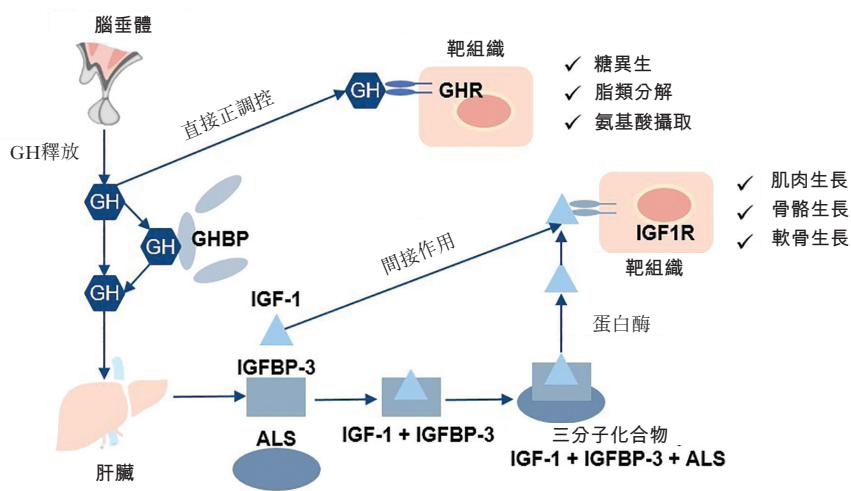 腦垂體
GH釋放
GH
GH
GHBP
GH
肝臟
直接正調控
GH
靶組織
GHR
✓ 糖異生
✓ 脂類分解
✓ 氨基酸攝取
間接作用
IGF1R
靶組織
✓ 肌肉生長
✓ 骨骼生長
✓ 軟骨生長
IGF-1
IGFBP-3
ALS
IGF-1 + IGFBP-3
蛋白酶
三分子化合物
IGF-1 + IGFBP-3 + ALS